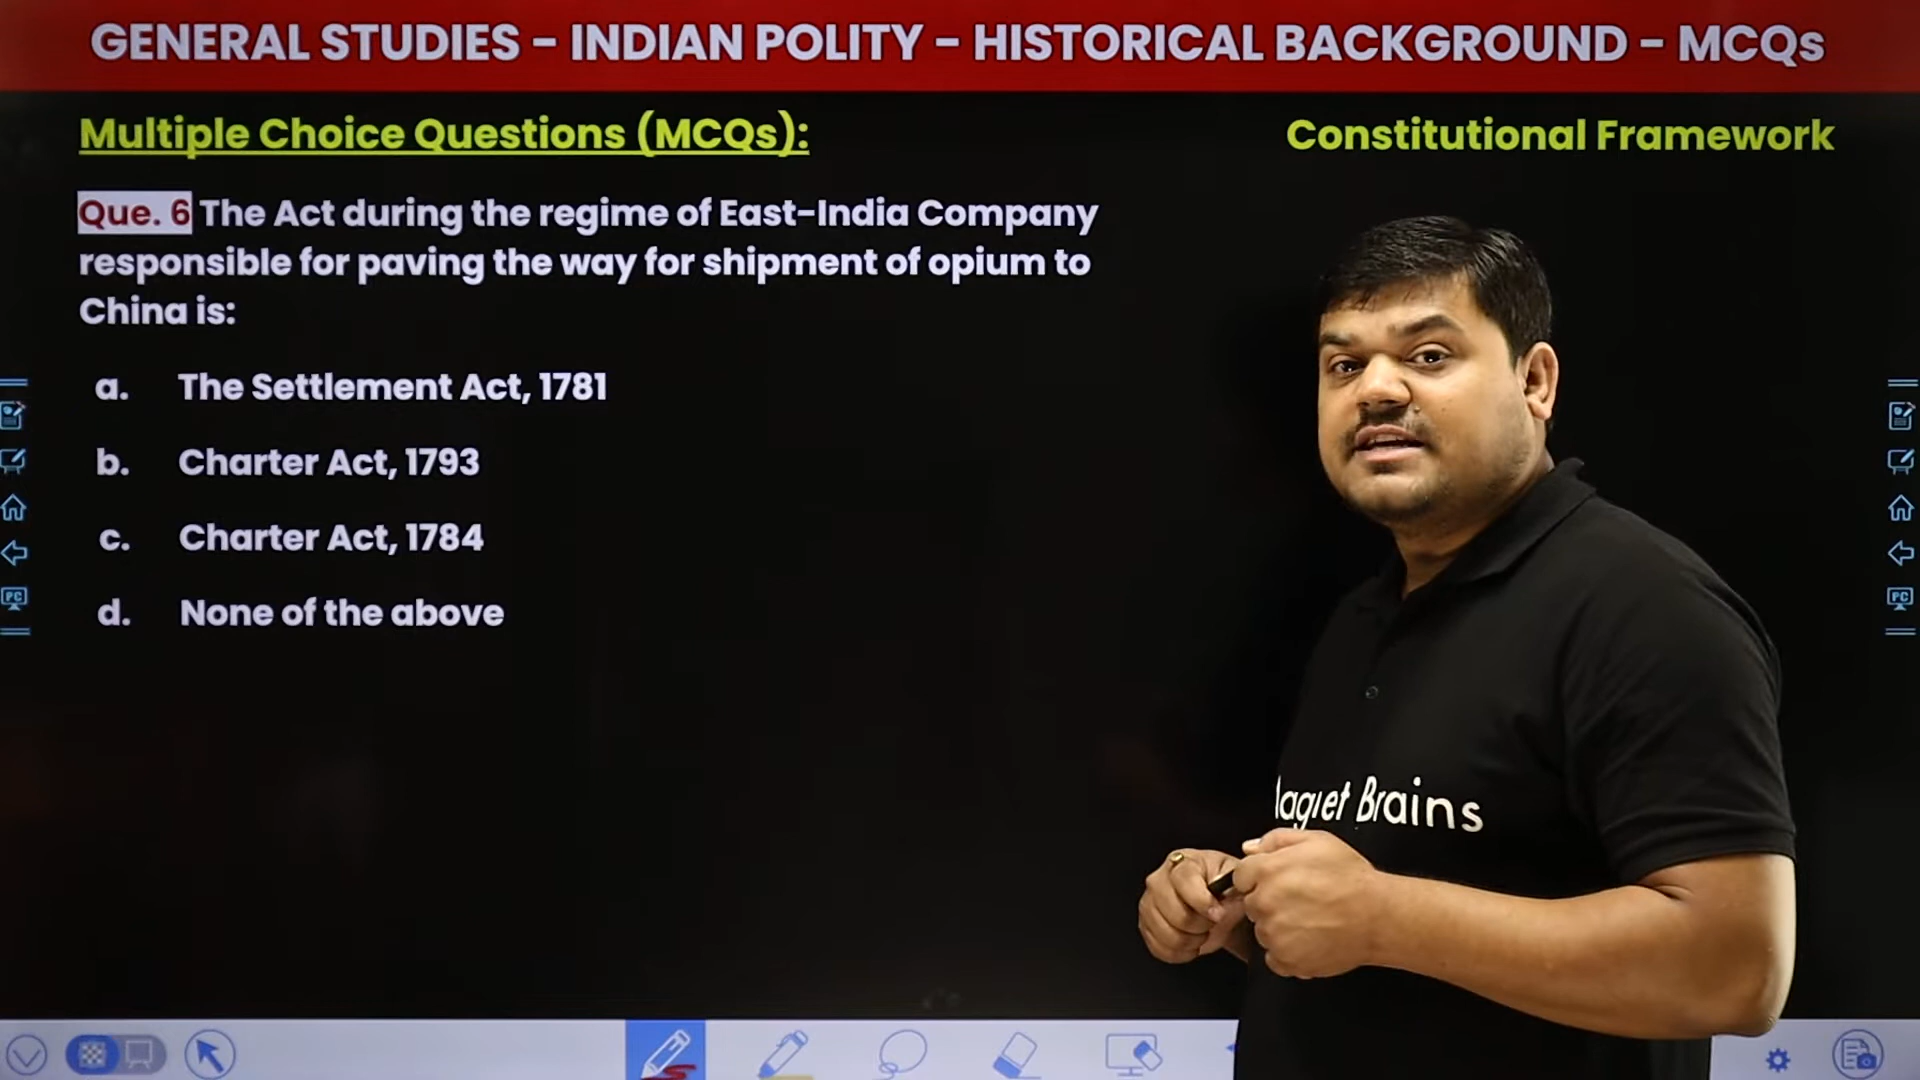 GENERAL STUDIES - INDIAN POLITY - HISTORICAL BACKGROUND - MCQs
Multiple Choice Questions (MCQs):
Constitutional Framework
Que. 6 The Act during the regime of East-India Company
responsible for paving the way for shipment of opium to
China is:
a. The Settlement Act, 1781
b. Charter Act, 1793
c. Charter Act, 1784
d. None of the above
Brains
PC
PC